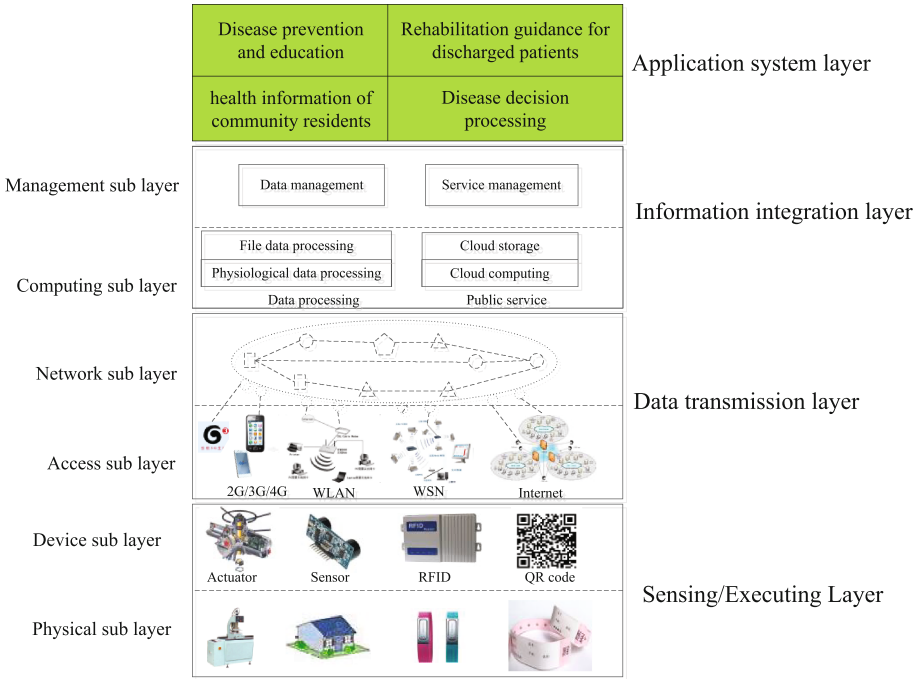 Disease prevention
and education
Rehabilitation guidance for
discharged patients
Application system layer
health information of
community residents
Disease decision
processing
Management sub layer
Data management
Service management
Information integration layer
File data processing
Cloud storage
Computing sub layer
Physiological data processing
Cloud computing
Data processing
Public service
Network sub layer
Data transmission layer
Access sub layer
2G/3G/4G
WLAN
WSN
Internet
Device sub layer
RFID
Actuator
Sensor
RFID
QR code
Sensing/Executing Layer
Physical sub layer